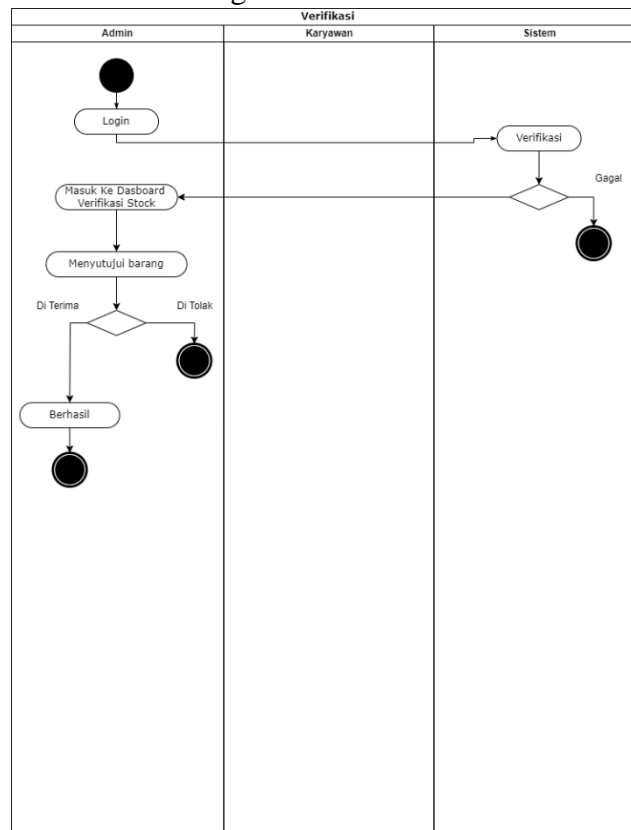 Verifikasi
Admin
Karyawan
Sistem
Login
Verifikasi
Gagal
Masuk Ke Dasboard
Verifikasi Stock
Menyutujui barang
Di Terima
Di Tolak
Berhasil